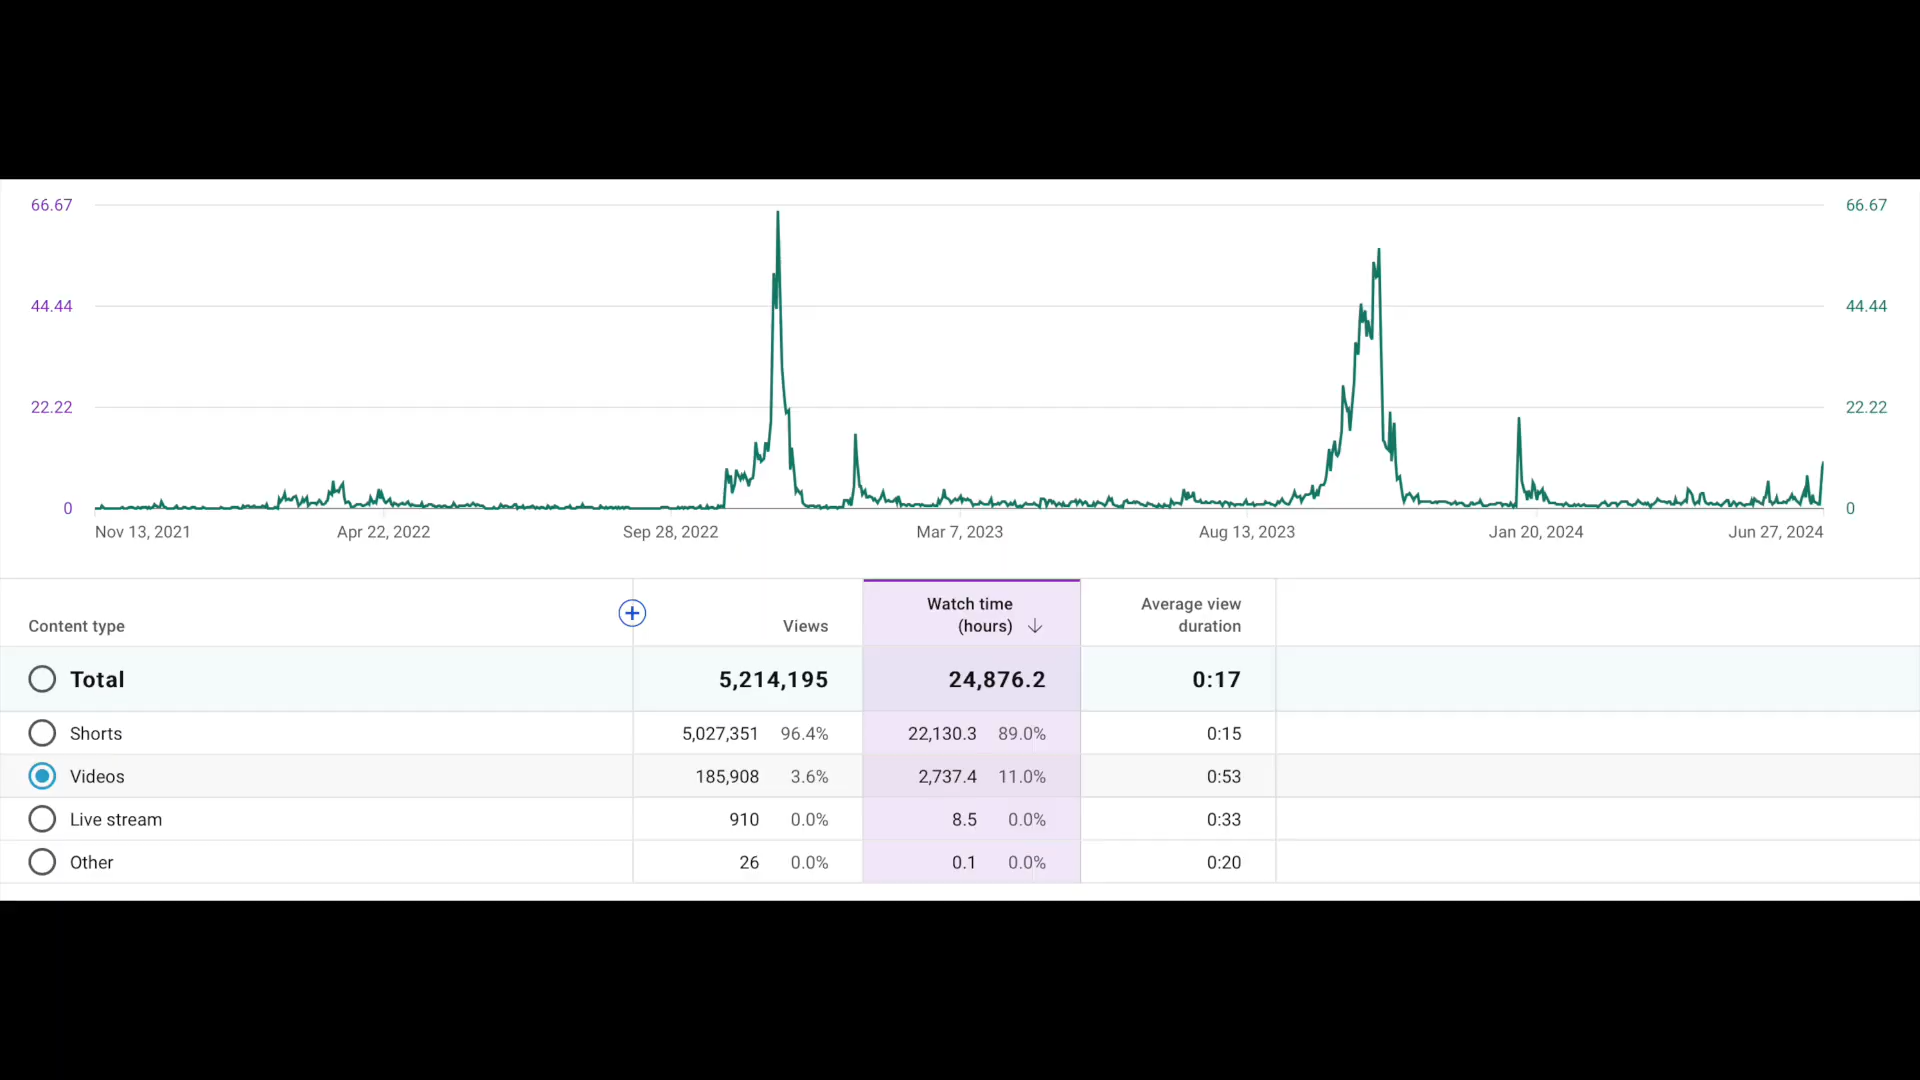 66.67 66.67
44.44 44.44
22.22 22.22
0 0
Nov 13, 2021 Apr 22, 2022 Sep 28, 2022 Mar 7, 2023 Aug 13, 2023 Jan 20, 2024 Jun 27, 2024
Content type Views Watch time (hours) Average view duration
Total 5,214,195 24,876.2 0:17
Shorts 5,027,351 96.4% 22,130.3 89.0% 0:15
Videos 185,908 3.6% 2,737.4 11.0% 0:53
Live stream 910 0.0% 8.5 0.0% 0:33
Other 26 0.0% 0.1 0.0% 0:20